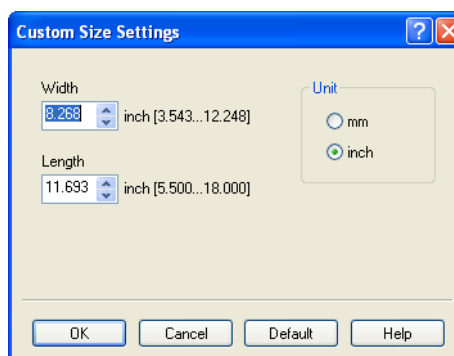 Custom Size Settings
Width
8.268 inch [3.543...12.248]
Length
11.693 inch [5.500...18.000]
Unit
mm
inch
OK Cancel Default Help